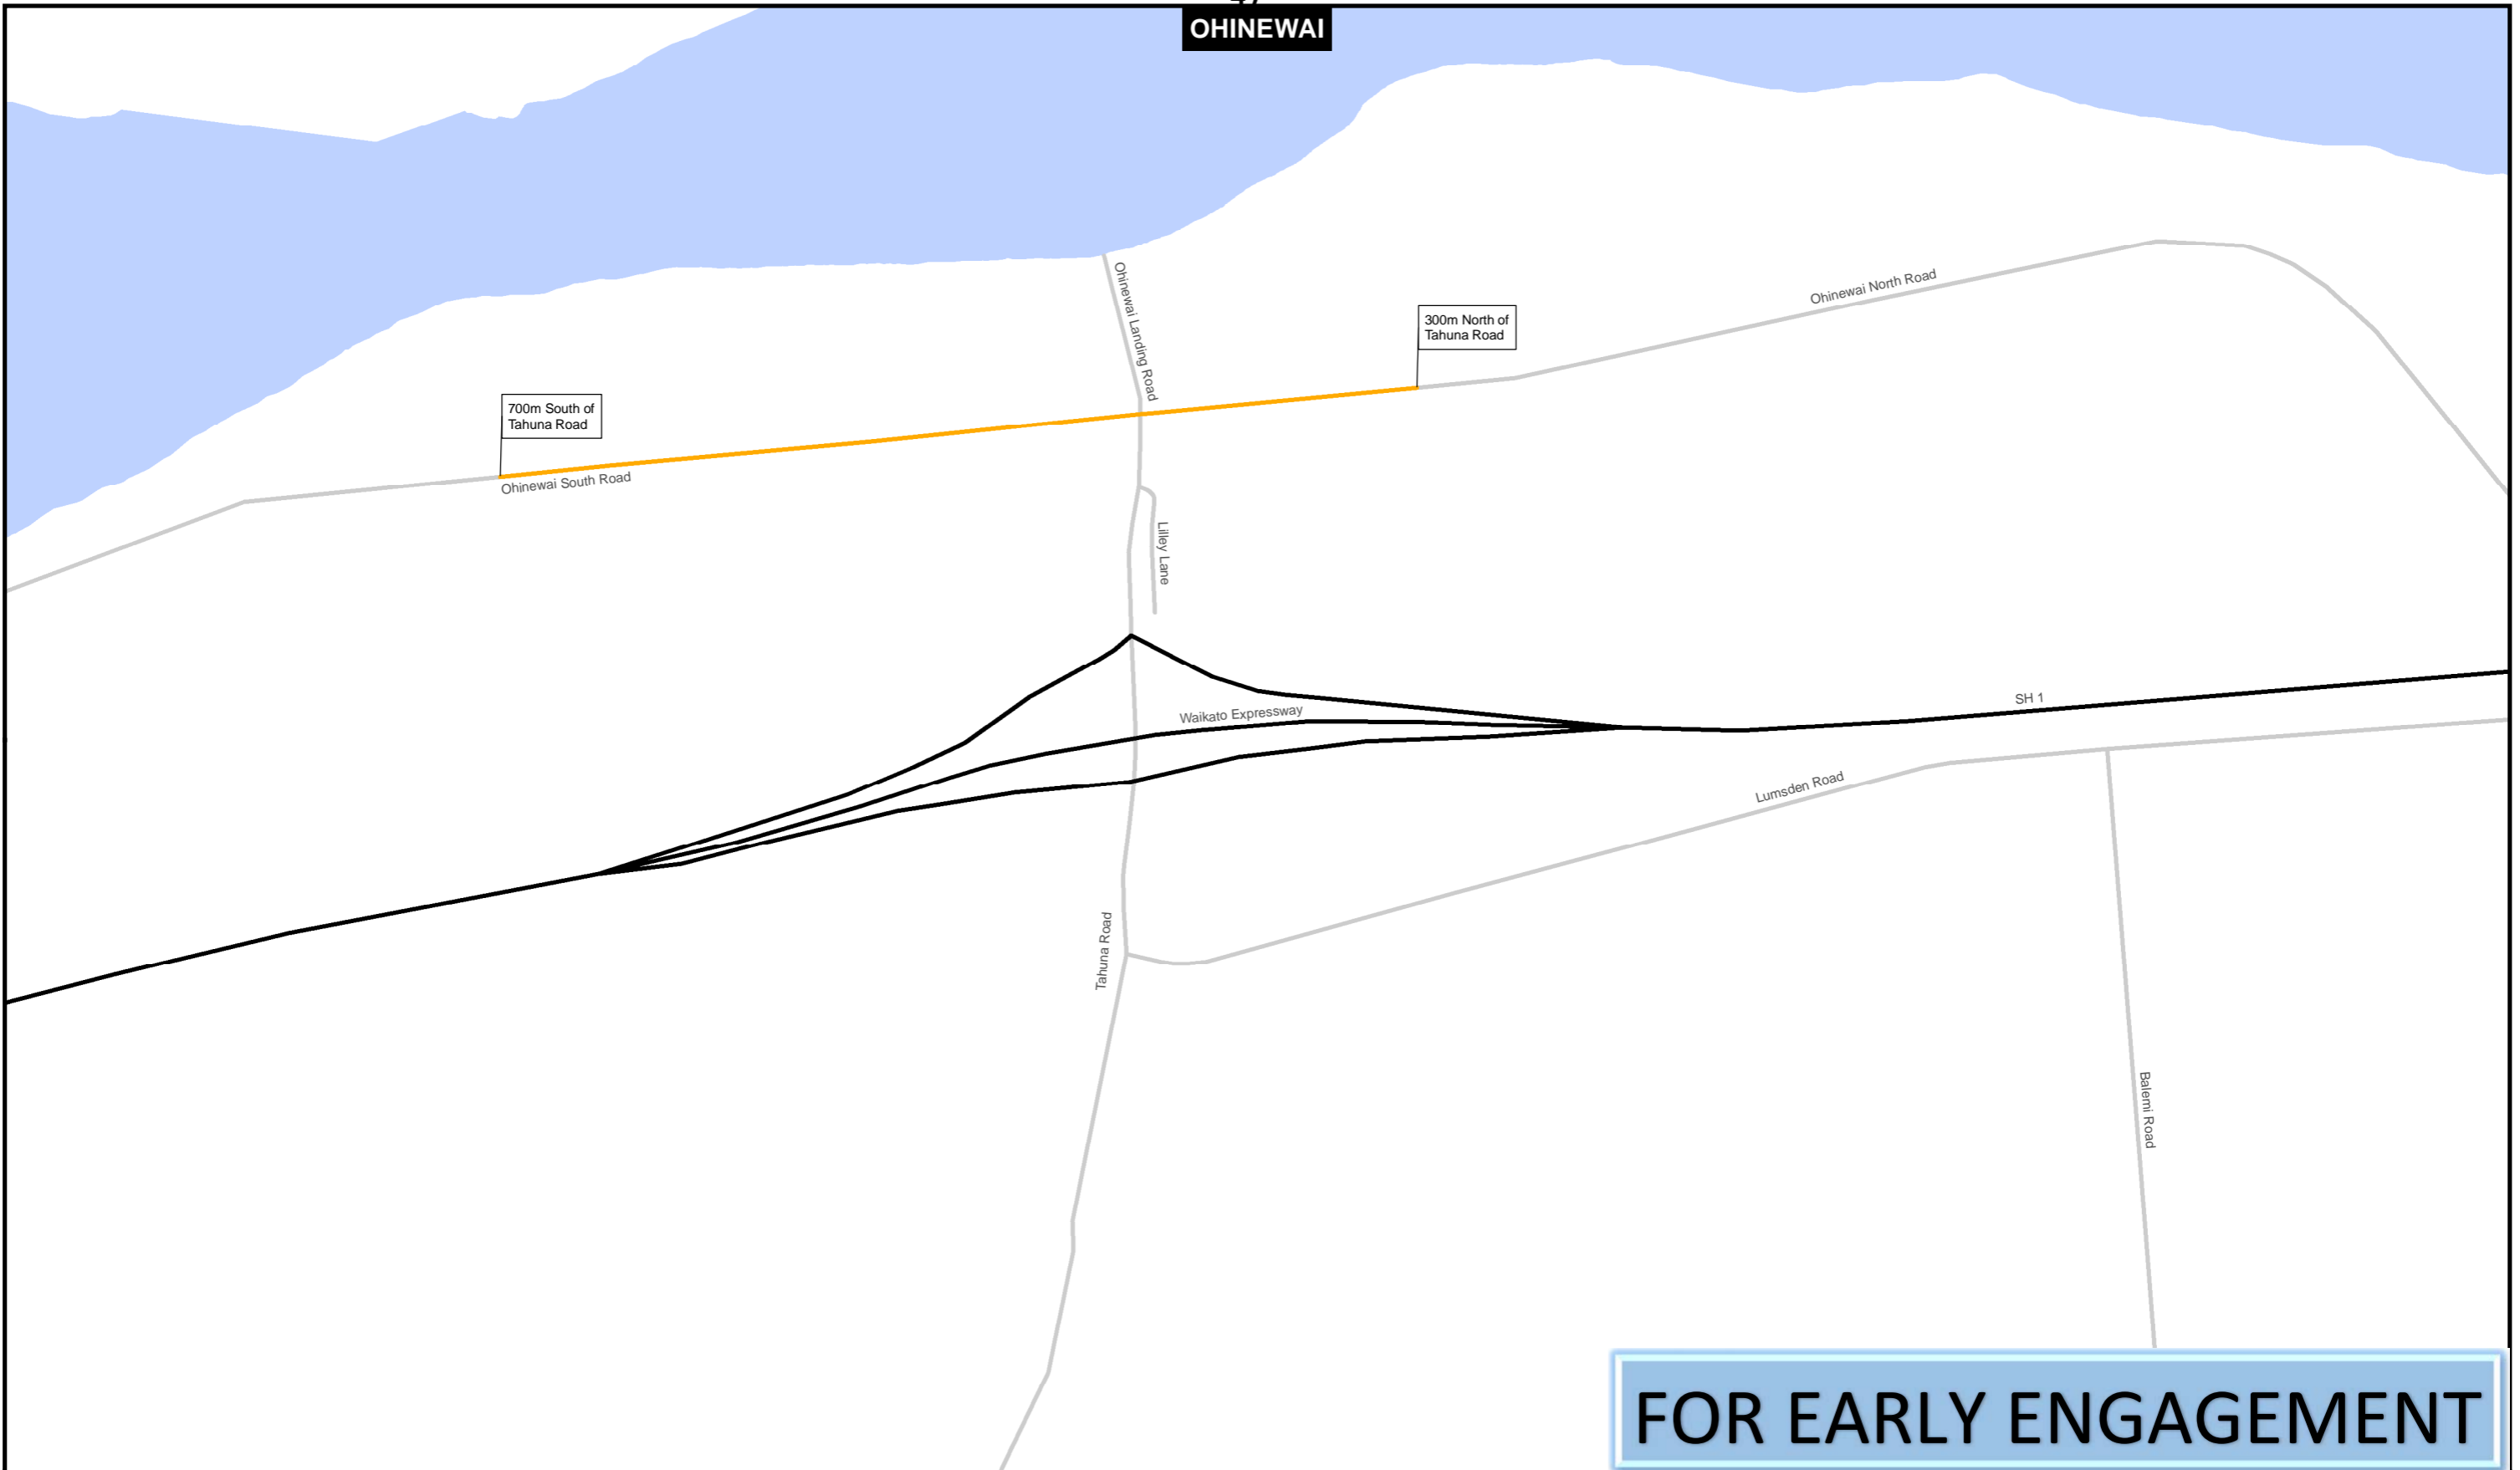 OHINEWAI
Ohinewai Landing Road
Ohinewai North Road
300m North of
Tahuna Road
700m South of
Tahuna Road
Ohinewai South Road
Lilley Lane
SH 1
Waikato Expressway
Lumsden Road
Tahuna Road
Balemi Road
FOR EARLY ENGAGEMENT